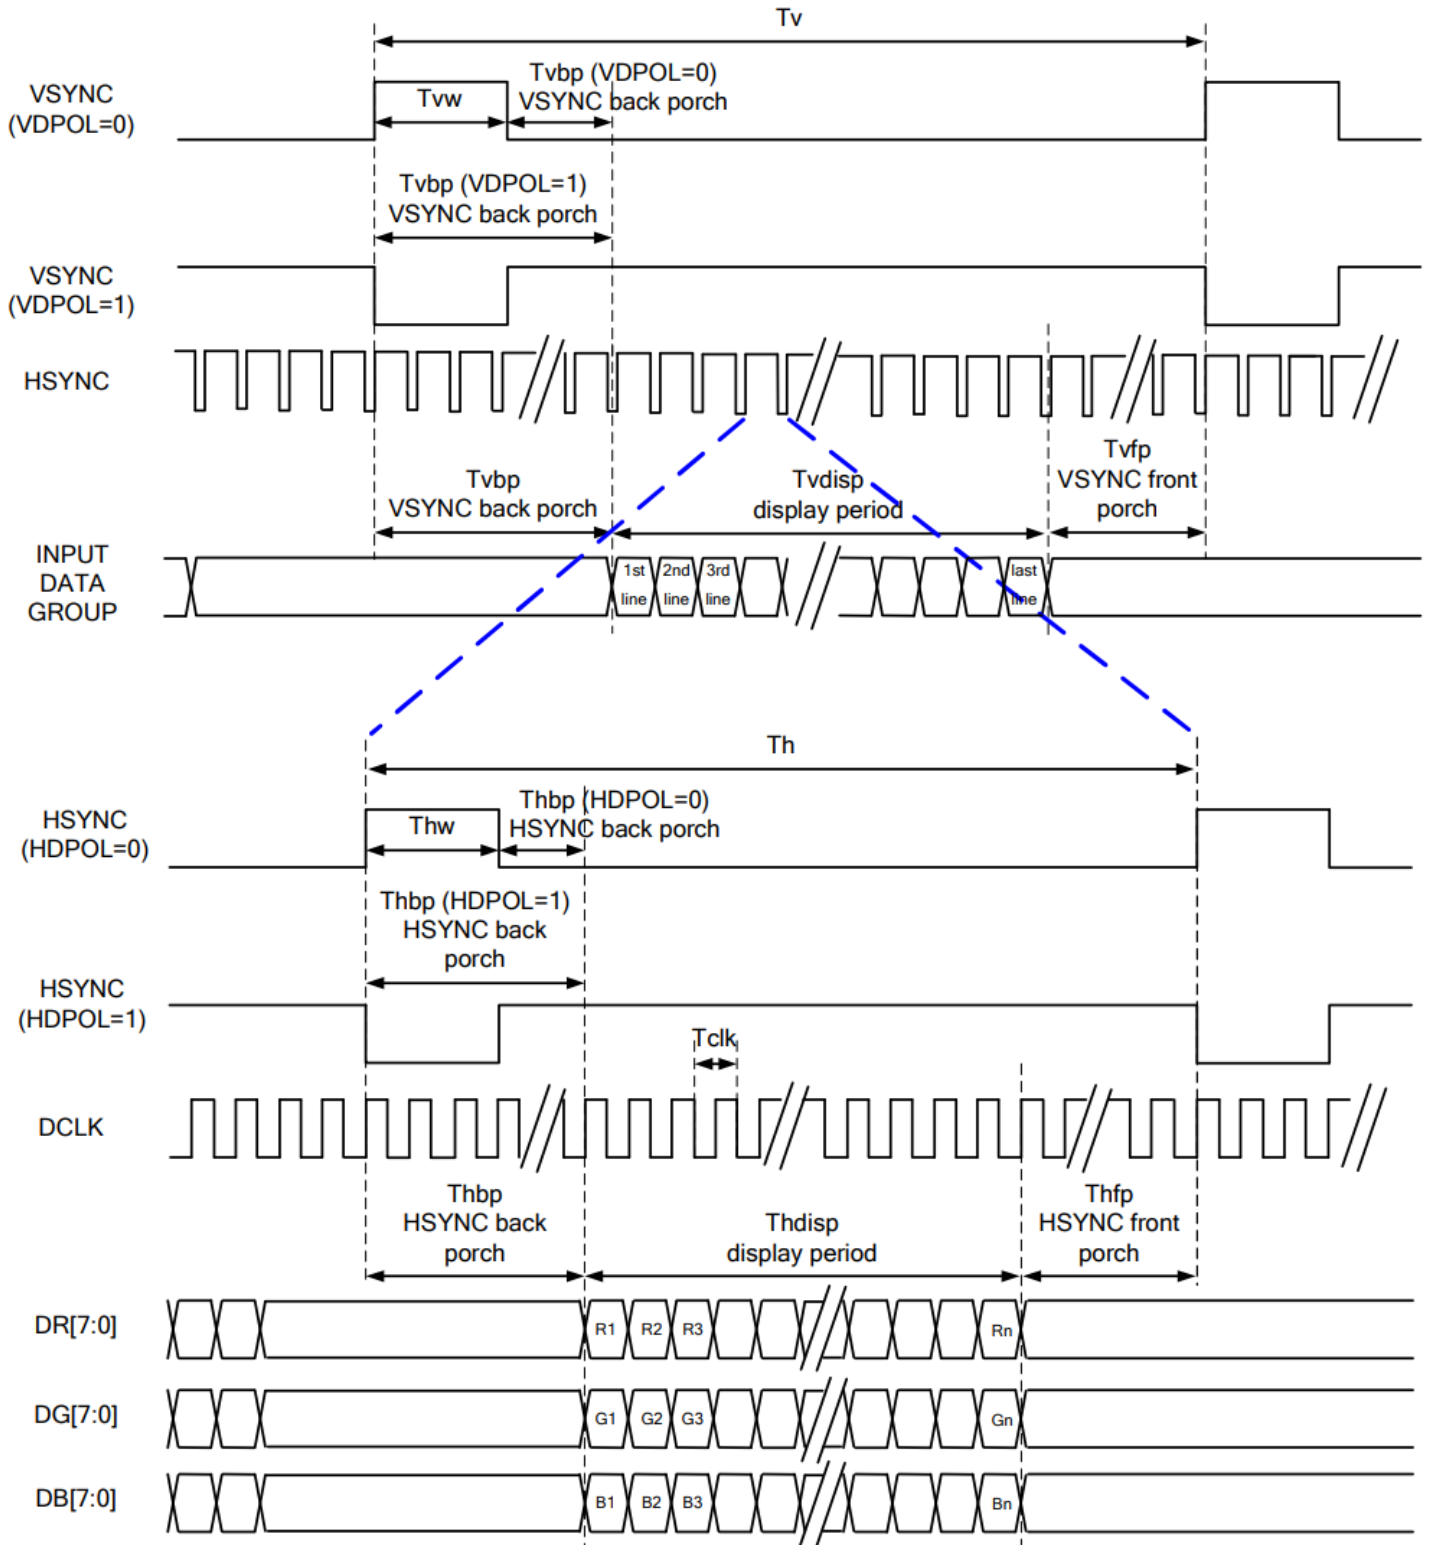 Tv
VSYNC
(VDPOL=0)
Tvw
Tvbp (VDPOL=0)
VSYNC back porch
Tvbp (VDPOL=1)
VSYNC back porch
VSYNC
(VDPOL=1)
HSYNC
Tvbp
VSYNC back porch
Tvdisp
display period
Tvfp
VSYNC front
porch
INPUT
DATA
GROUP
1st
line
2nd
line
3rd
line
last
line
Th
HSYNC
(HDPOL=0)
Thw
Thbp (HDPOL=0)
HSYNC back porch
Thbp (HDPOL=1)
HSYNC back
porch
HSYNC
(HDPOL=1)
Tclk
DCLK
Thbp
HSYNC back
porch
Thdisp
display period
Thfp
HSYNC front
porch
DR[7:0]
R1 R2 R3 Rn
DG[7:0]
G1 G2 G3 Gn
DB[7:0]
B1 B2 B3 Bn